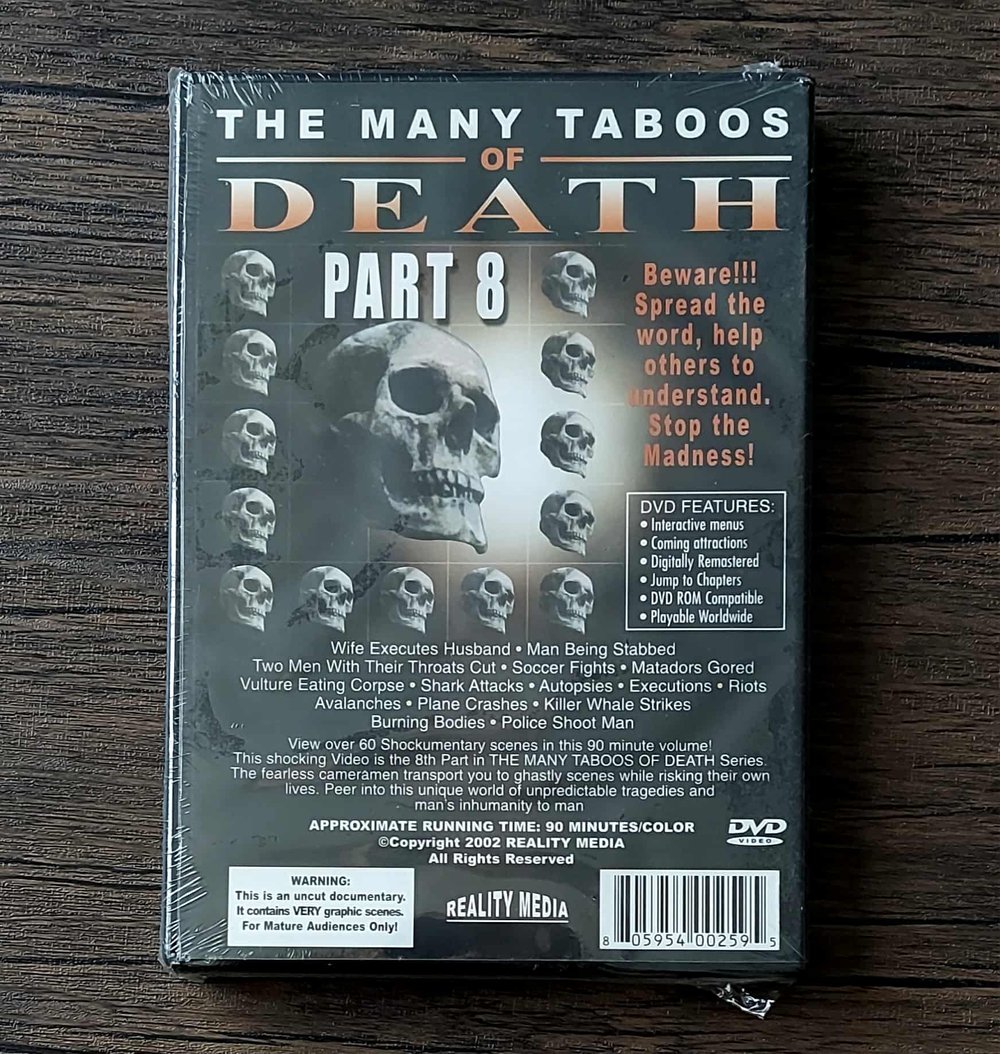 THE MANY TABOOS
OF
DEATH
PART 8
Beware!!!
Spread the
word, help
others to
understand.
Stop the
Madness!
DVD FEATURES:
• Interactive menus
• Coming attractions
• Digitally Remastered
• Jump to Chapters
• DVD ROM Compatible
• Playable Worldwide
Wife Executes Husband • Man Being Stabbed
Two Men With Their Throats Cut • Soccer Fights • Matadors Gored
Vulture Eating Corpse • Shark Attacks • Autopsies • Executions • Riots
Avalanches • Plane Crashes • Killer Whale Strikes
Burning Bodies • Police Shoot Man
View over 60 Shockumentary scenes in this 90 minute volume!
This shocking Video is the 8th Part in THE MANY TABOOS OF DEATH Series.
The fearless cameramen transport you to ghastly scenes while risking their own
lives. Peer into this unique world of unpredictable tragedies and
man's inhumanity to man
APPROXIMATE RUNNING TIME: 90 MINUTES/COLOR
©Copyright 2002 REALITY MEDIA
All Rights Reserved
DVD
VIDEO
WARNING:
This is an uncut documentary.
It contains VERY graphic scenes.
For Mature Audiences Only!
REALITY MEDIA
8 05954 00259 5